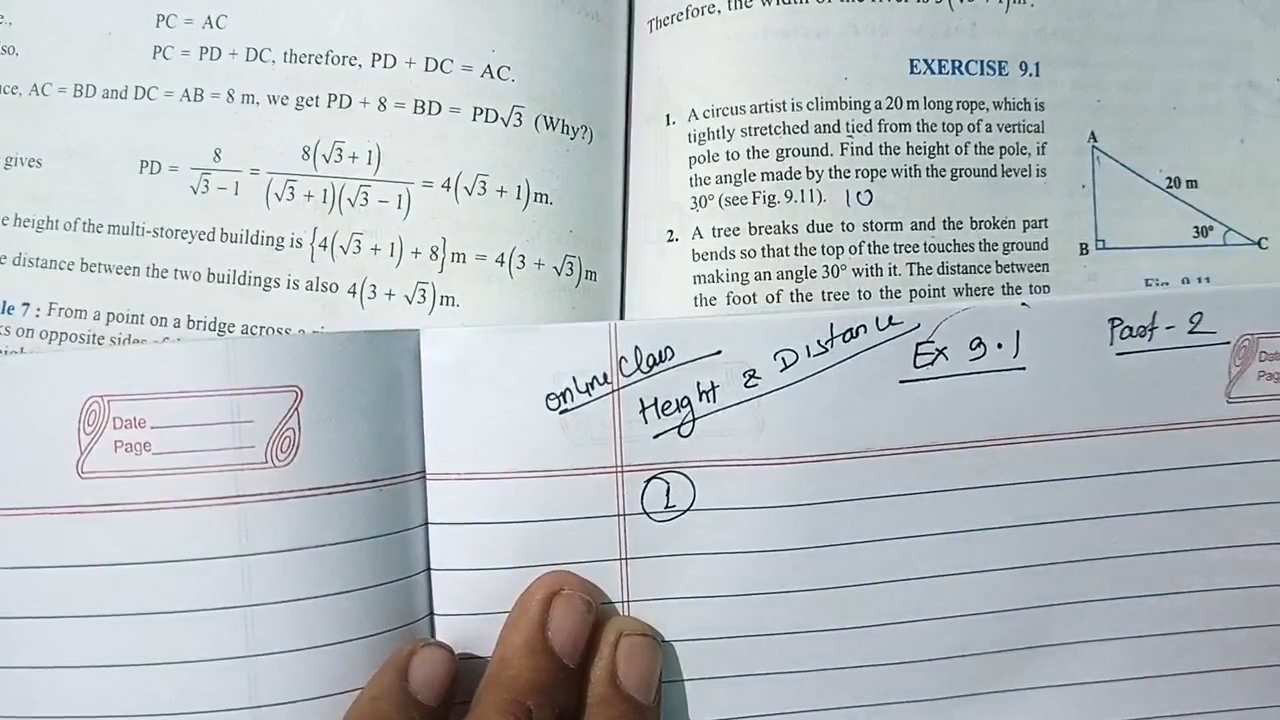 PC = AC
so, PC = PD + DC, therefore, PD + DC = AC.
AC = BD and DC = AB = 8 m, we get PD + 8 = BD = PD√3 (Why?)
gives PD = 8/(√3 - 1) = 8(√3 + 1)/((√3 + 1)(√3 - 1)) = 4(√3 + 1)m.
height of the multi-storeyed building is {4(√3 + 1) + 8}m = 4(3 + √3)m
distance between the two buildings is also 4(3 + √3)m.
7 : From a point on a bridge across a
on opposite sides
Date
Page
Therefore, the
EXERCISE 9.1
1. A circus artist is climbing a 20 m long rope, which is
tightly stretched and tied from the top of a vertical
pole to the ground. Find the height of the pole, if
the angle made by the rope with the ground level is
30° (see Fig. 9.11). 10
2. A tree breaks due to storm and the broken part
bends so that the top of the tree touches the ground
making an angle 30° with it. The distance between
the foot of the tree to the point where the top
A
20 m
30°
B
C
Fig. 9.11
online Class
Height & Distance
Ex 9.1
Part-2